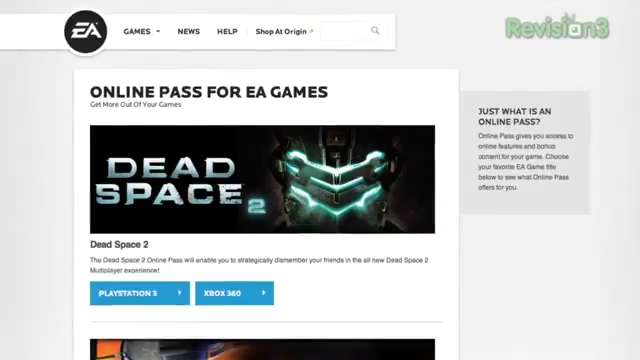 EA
GAMES
NEWS
HELP
Shop At Origin
Revision3
ONLINE PASS FOR EA GAMES
Get More Out Of Your Games
DEAD
SPACE 2
Dead Space 2
The Dead Space 2 Online Pass will enable you to strategically dismember your friends in the all new Dead Space 2
Multiplayer experience!
PLAYSTATION 3
XBOX 360
JUST WHAT IS AN
ONLINE PASS?
Online Pass gives you access to
online features and bonus
content for your game. Choose
your favorite EA Game title
below to see what Online Pass
offers for you.